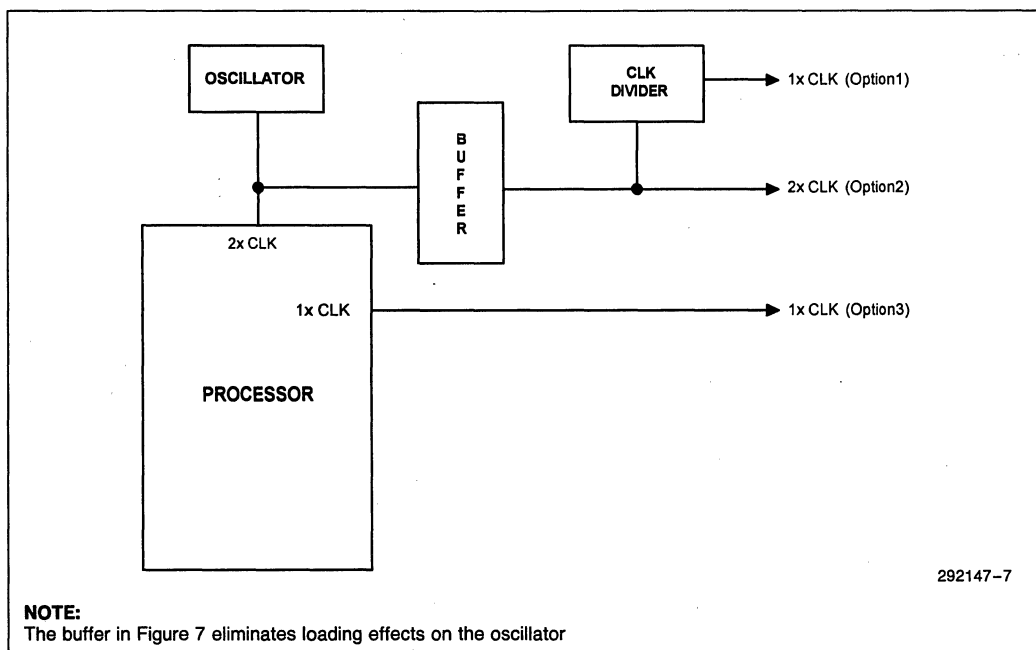 OSCILLATOR
CLK
DIVIDER
1x CLK (Option1)
BUFFER
2x CLK (Option2)
2x CLK
1x CLK
1x CLK (Option3)
PROCESSOR
292147–7
NOTE:
The buffer in Figure 7 eliminates loading effects on the oscillator